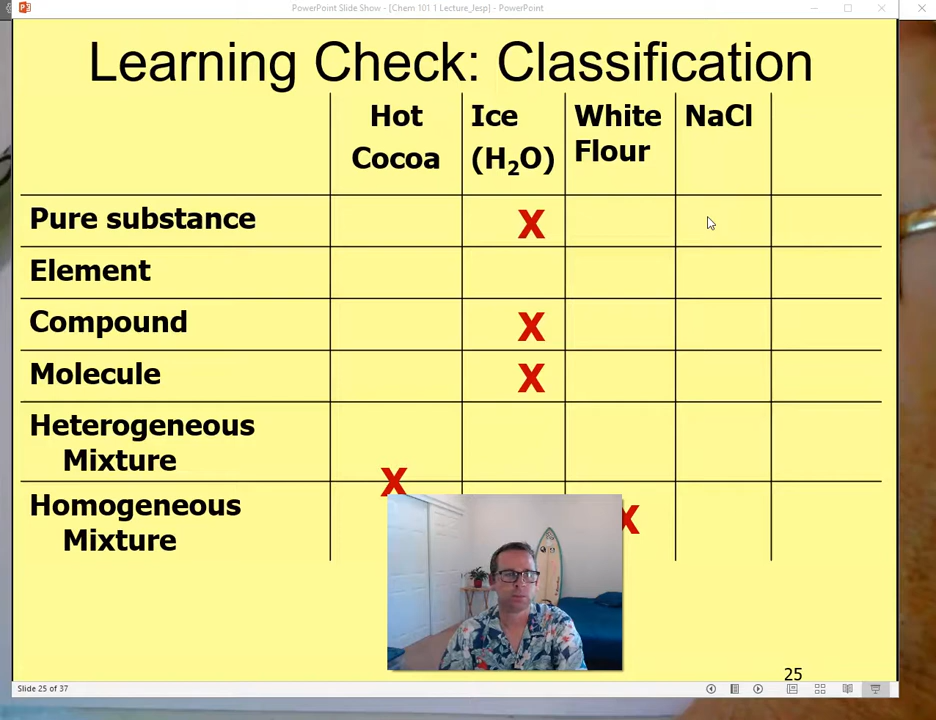 PowerPoint Slide Show - [Chem 101 1 Lecture_Jesp] - PowerPoint
Learning Check: Classification
Hot Cocoa
Ice (H₂O)
White Flour
NaCl
Pure substance X
Element
Compound X
Molecule X
Heterogeneous
Mixture
X
Homogeneous
Mixture X
25
Slide 25 of 37